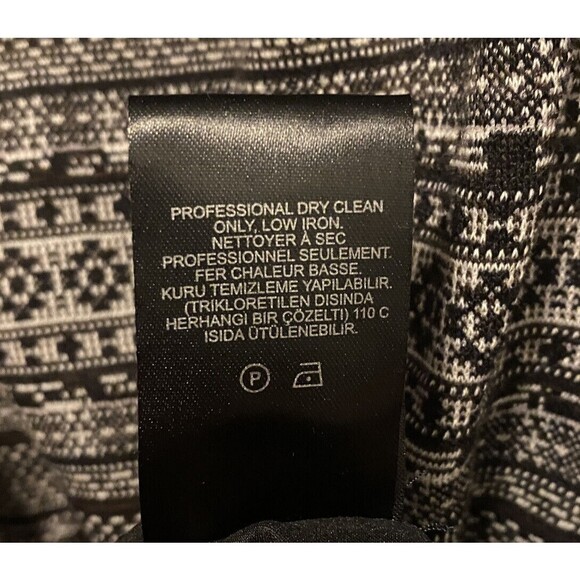 PROFESSIONAL DRY CLEAN
ONLY, LOW IRON.
NETTOYER À SEC
PROFESSIONNEL SEULEMENT.
FER CHALEUR BASSE.
KURU TEMIZLEME YAPILABILIR.
(TRIKLORETILEN DISINDA
HERHANGI BIR ÇÖZELTI) 110 C
ISIDA ÜTÜLENEBILIR.
P